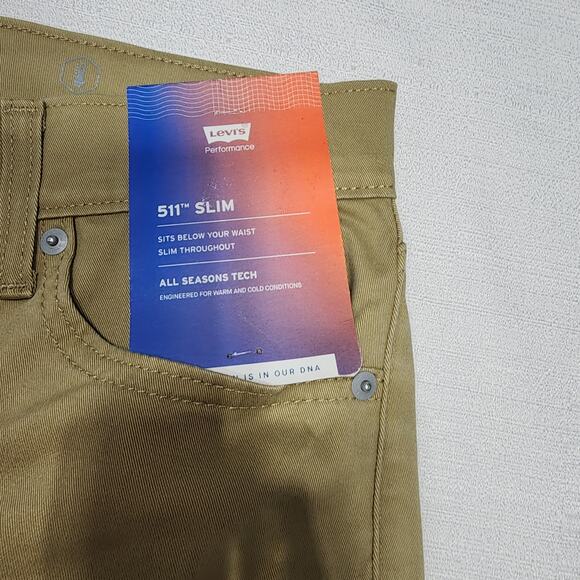 Levi's
Performance
511™ SLIM
SITS BELOW YOUR WAIST
SLIM THROUGHOUT
ALL SEASONS TECH
ENGINEERED FOR WARM AND COLD CONDITIONS
IS IN OUR DNA